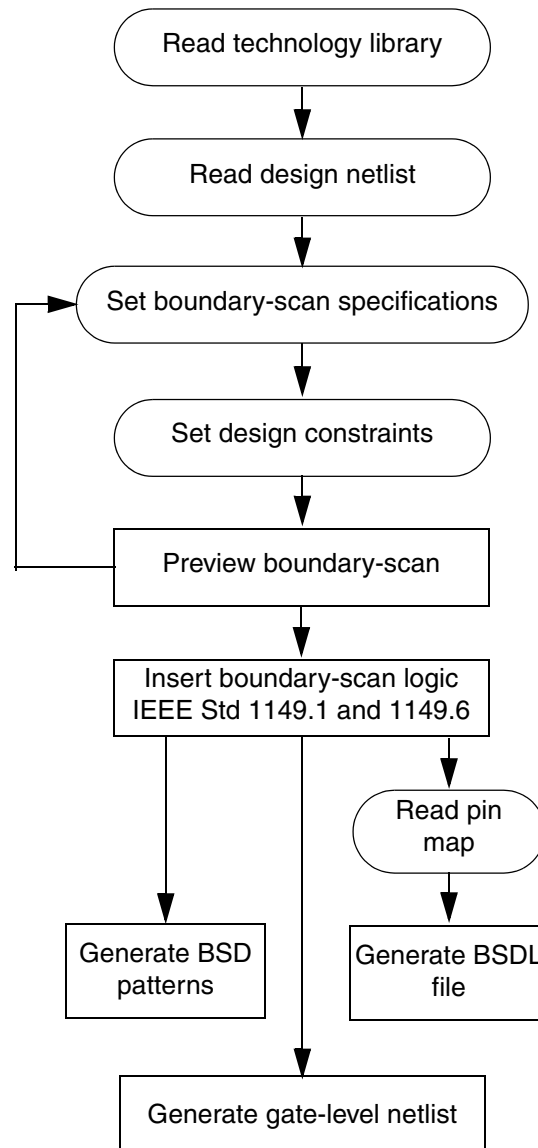 Read technology library
Read design netlist
Set boundary-scan specifications
Set design constraints
Preview boundary-scan
Insert boundary-scan logic
IEEE Std 1149.1 and 1149.6
Read pin
map
Generate BSD
patterns
Generate BSDL
file
Generate gate-level netlist